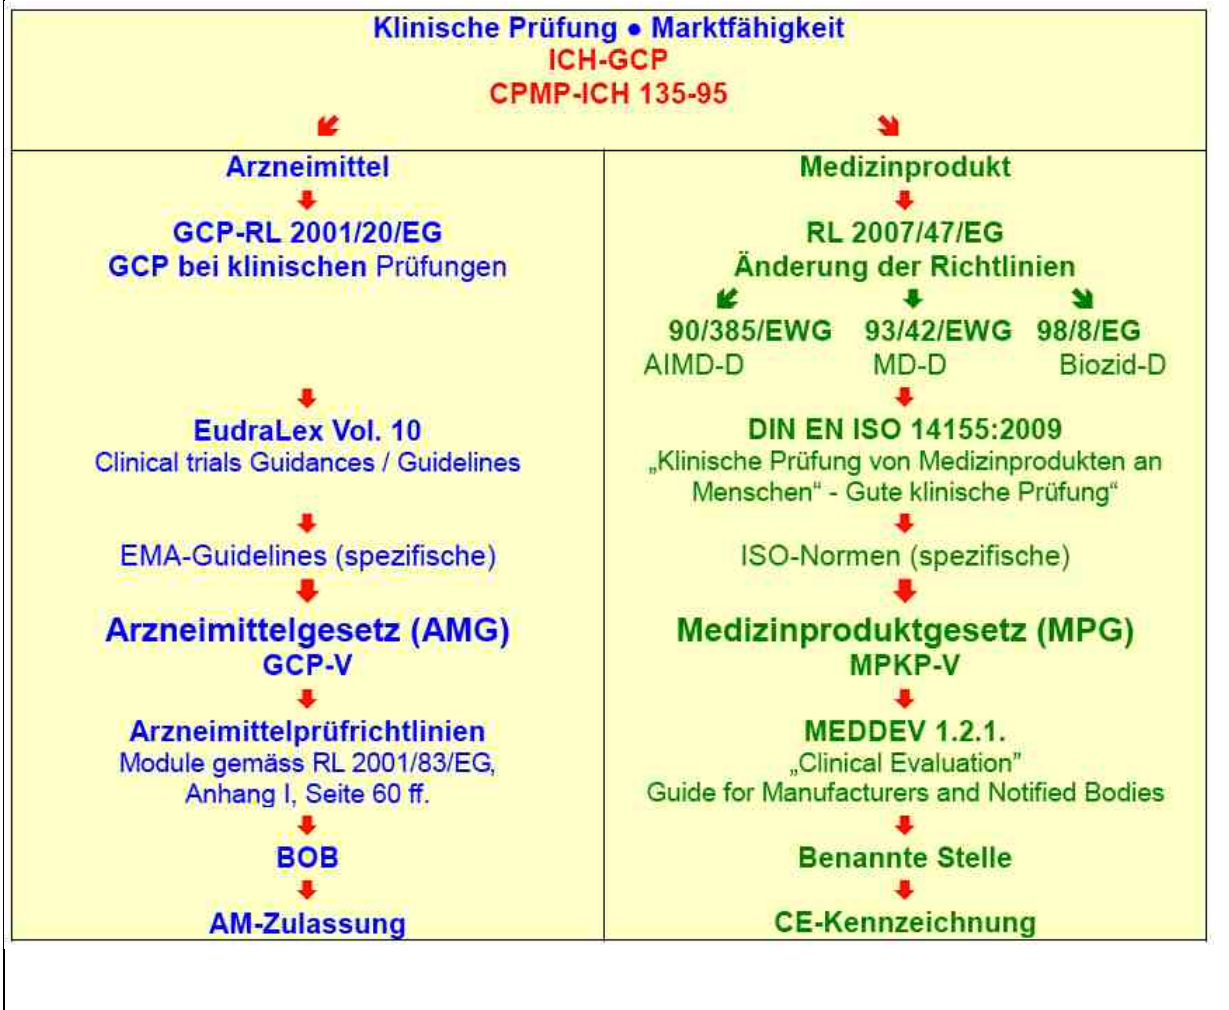 Klinische Prüfung ● Marktfähigkeit
ICH-GCP
CPMP-ICH 135-95
Arzneimittel
GCP-RL 2001/20/EG
GCP bei klinischen Prüfungen
EudraLex Vol. 10
Clinical trials Guidances / Guidelines
EMA-Guidelines (spezifische)
Arzneimittelgesetz (AMG)
GCP-V
Arzneimittelprüfrichtlinien
Module gemäss RL 2001/83/EG,
Anhang I, Seite 60 ff.
BOB
AM-Zulassung
Medizinprodukt
RL 2007/47/EG
Änderung der Richtlinien
90/385/EWG 93/42/EWG 98/8/EG
AIMD-D MD-D Biozid-D
DIN EN ISO 14155:2009
„Klinische Prüfung von Medizinprodukten an
Menschen“ - Gute klinische Prüfung“
ISO-Normen (spezifische)
Medizinproduktgesetz (MPG)
MPKP-V
MEDDEV 1.2.1.
„Clinical Evaluation”
Guide for Manufacturers and Notified Bodies
Benannte Stelle
CE-Kennzeichnung